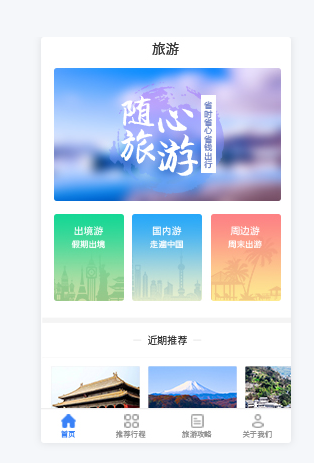 旅游
随心
旅游
省时省心省钱出行
出境游
国内游
周边游
假期出境
走遍中国
周末出游
近期推荐
首页
推荐行程
旅游攻略
关于我们